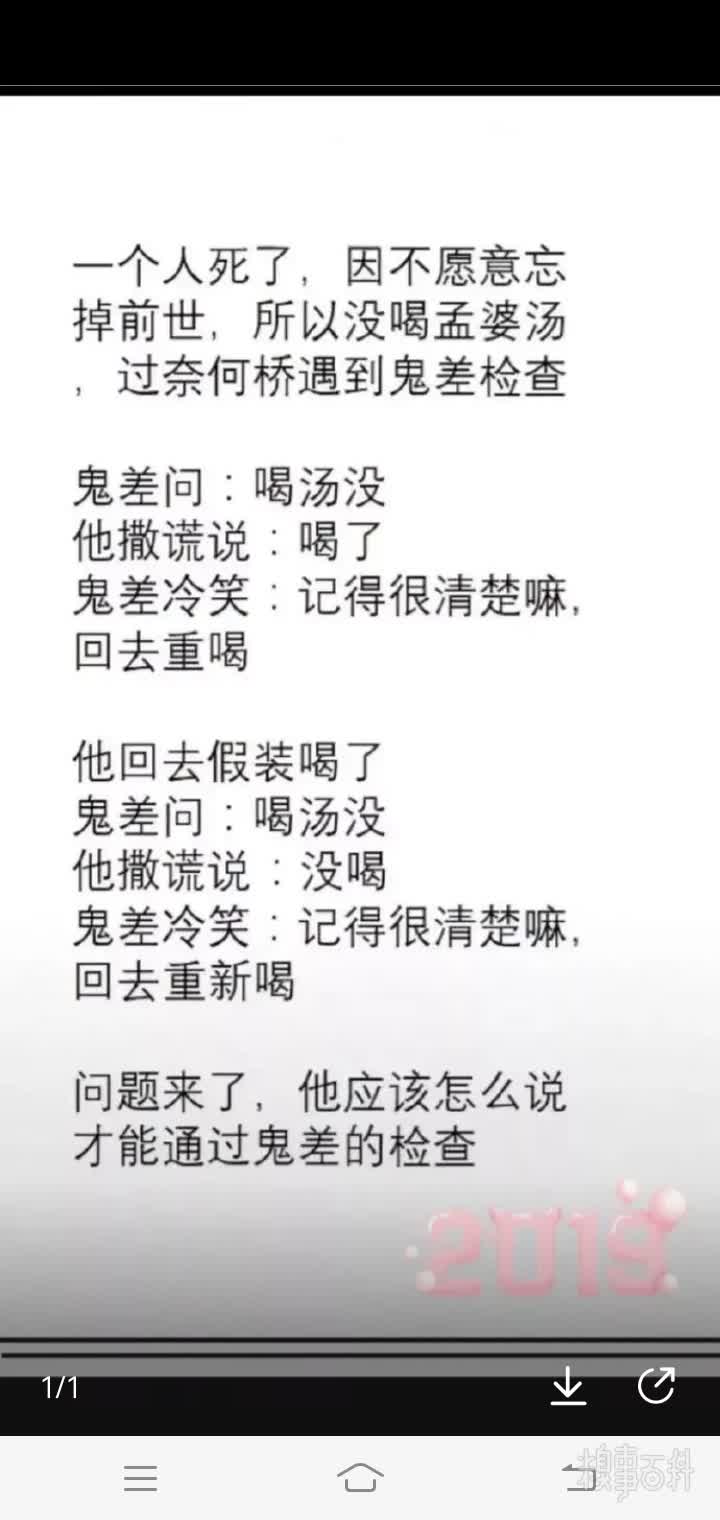 一个人死了，因不愿意忘
掉前世，所以没喝孟婆汤
，过奈何桥遇到鬼差检查
鬼差问：喝汤没
他撒谎说：喝了
鬼差冷笑：记得很清楚嘛，
回去重喝
他回去假装喝了
鬼差问：喝汤没
他撒谎说：没喝
鬼差冷笑：记得很清楚嘛，
回去重新喝
问题来了，他应该怎么说
才能通过鬼差的检查
2019
1/1
糗事百科